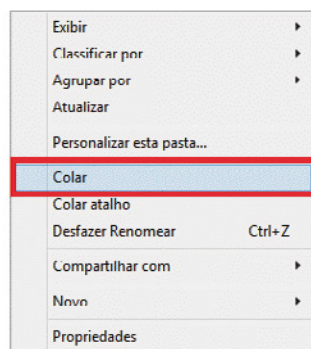 Exibir
Classificar por
Agrupar por
Atualizar
Personalizar esta pasta...
Colar
Colar atalho
Desfazer Renomear Ctrl+Z
Compartilhar com
Novo
Propriedades